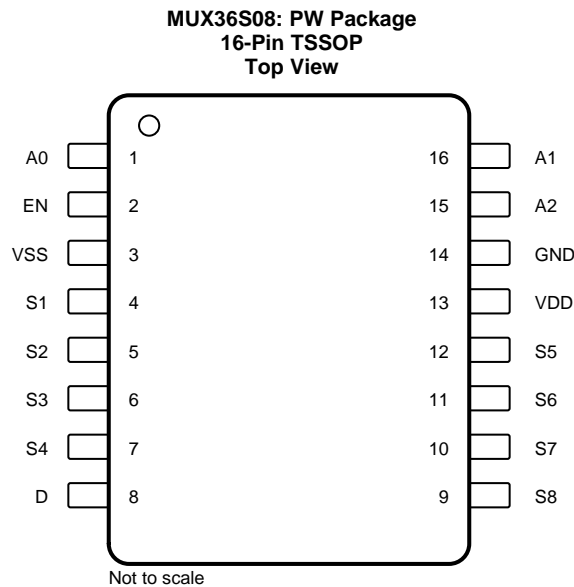 MUX36S08: PW Package
16-Pin TSSOP
Top View
A0 1 16 A1
EN 2 15 A2
VSS 3 14 GND
S1 4 13 VDD
S2 5 12 S5
S3 6 11 S6
S4 7 10 S7
D 8 9 S8
Not to scale